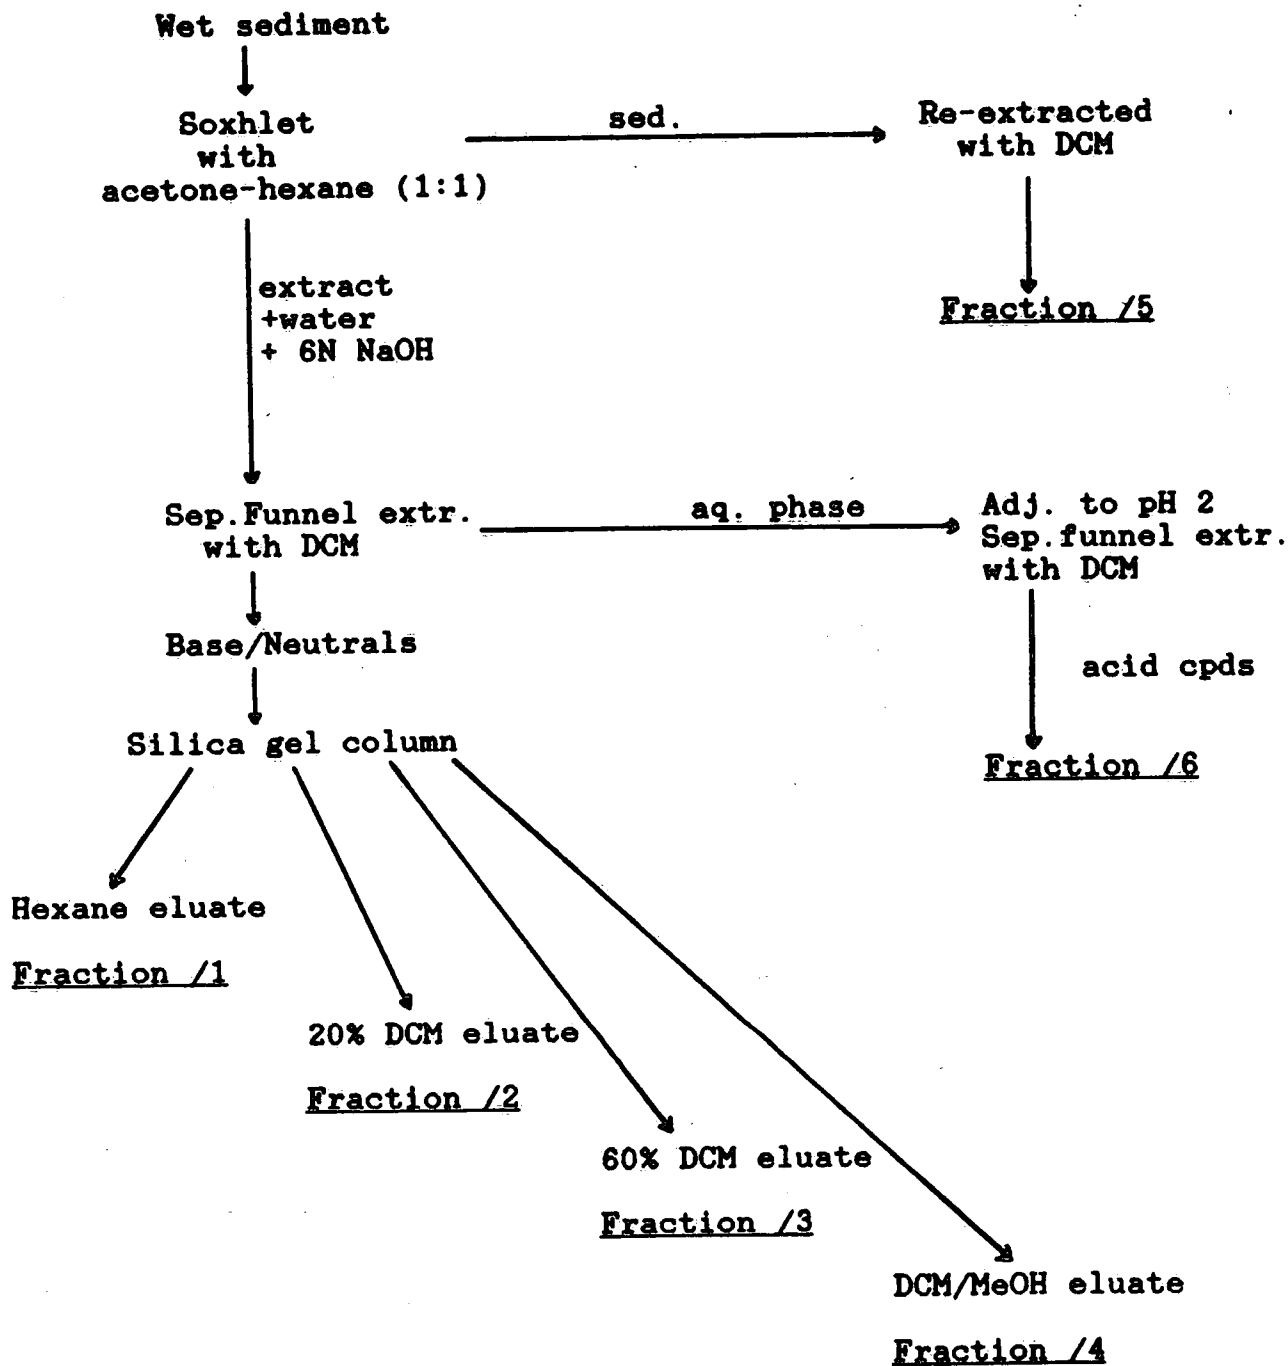 Wet sediment
Soxhlet
with
acetone-hexane (1:1)
sed.
Re-extracted
with DCM
Fraction /5
extract
+water
+ 6N NaOH
Sep.Funnel extr.
with DCM
aq. phase
Adj. to pH 2
Sep.funnel extr.
with DCM
acid cpds
Fraction /6
Base/Neutrals
Silica gel column
Hexane eluate
Fraction /1
20% DCM eluate
Fraction /2
60% DCM eluate
Fraction /3
DCM/MeOH eluate
Fraction /4